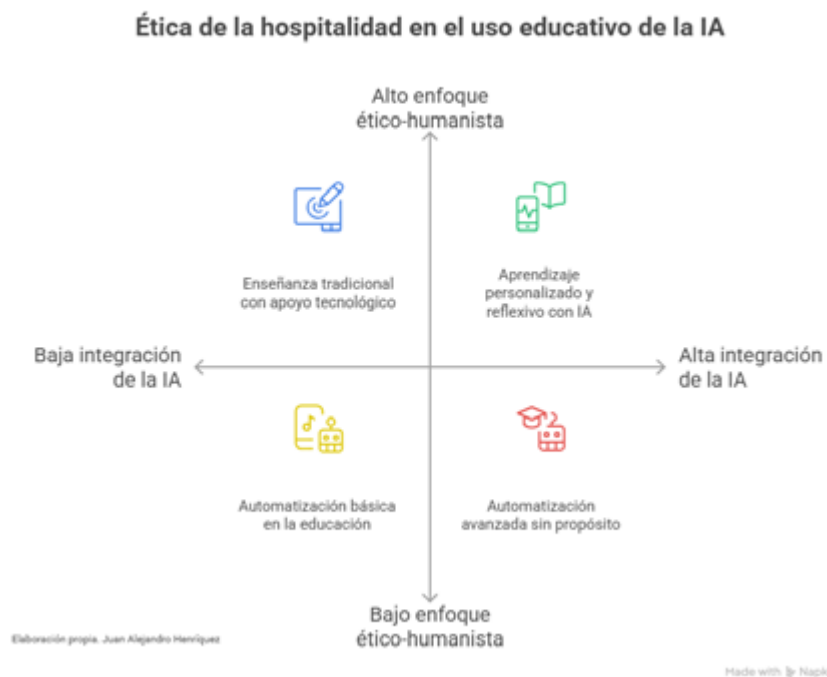 Ética de la hospitalidad en el uso educativo de la IA
Alto enfoque
ético-humanista
Enseñanza tradicional
con apoyo tecnológico
Aprendizaje
personalizado y
reflexivo con IA
Baja integración
de la IA
Alta integración
de la IA
Automatización básica
en la educación
Automatización
avanzada sin propósito
Bajo enfoque
ético-humanista
Elaboración propia. Juan Alejandro Henríquez
Made with Napk